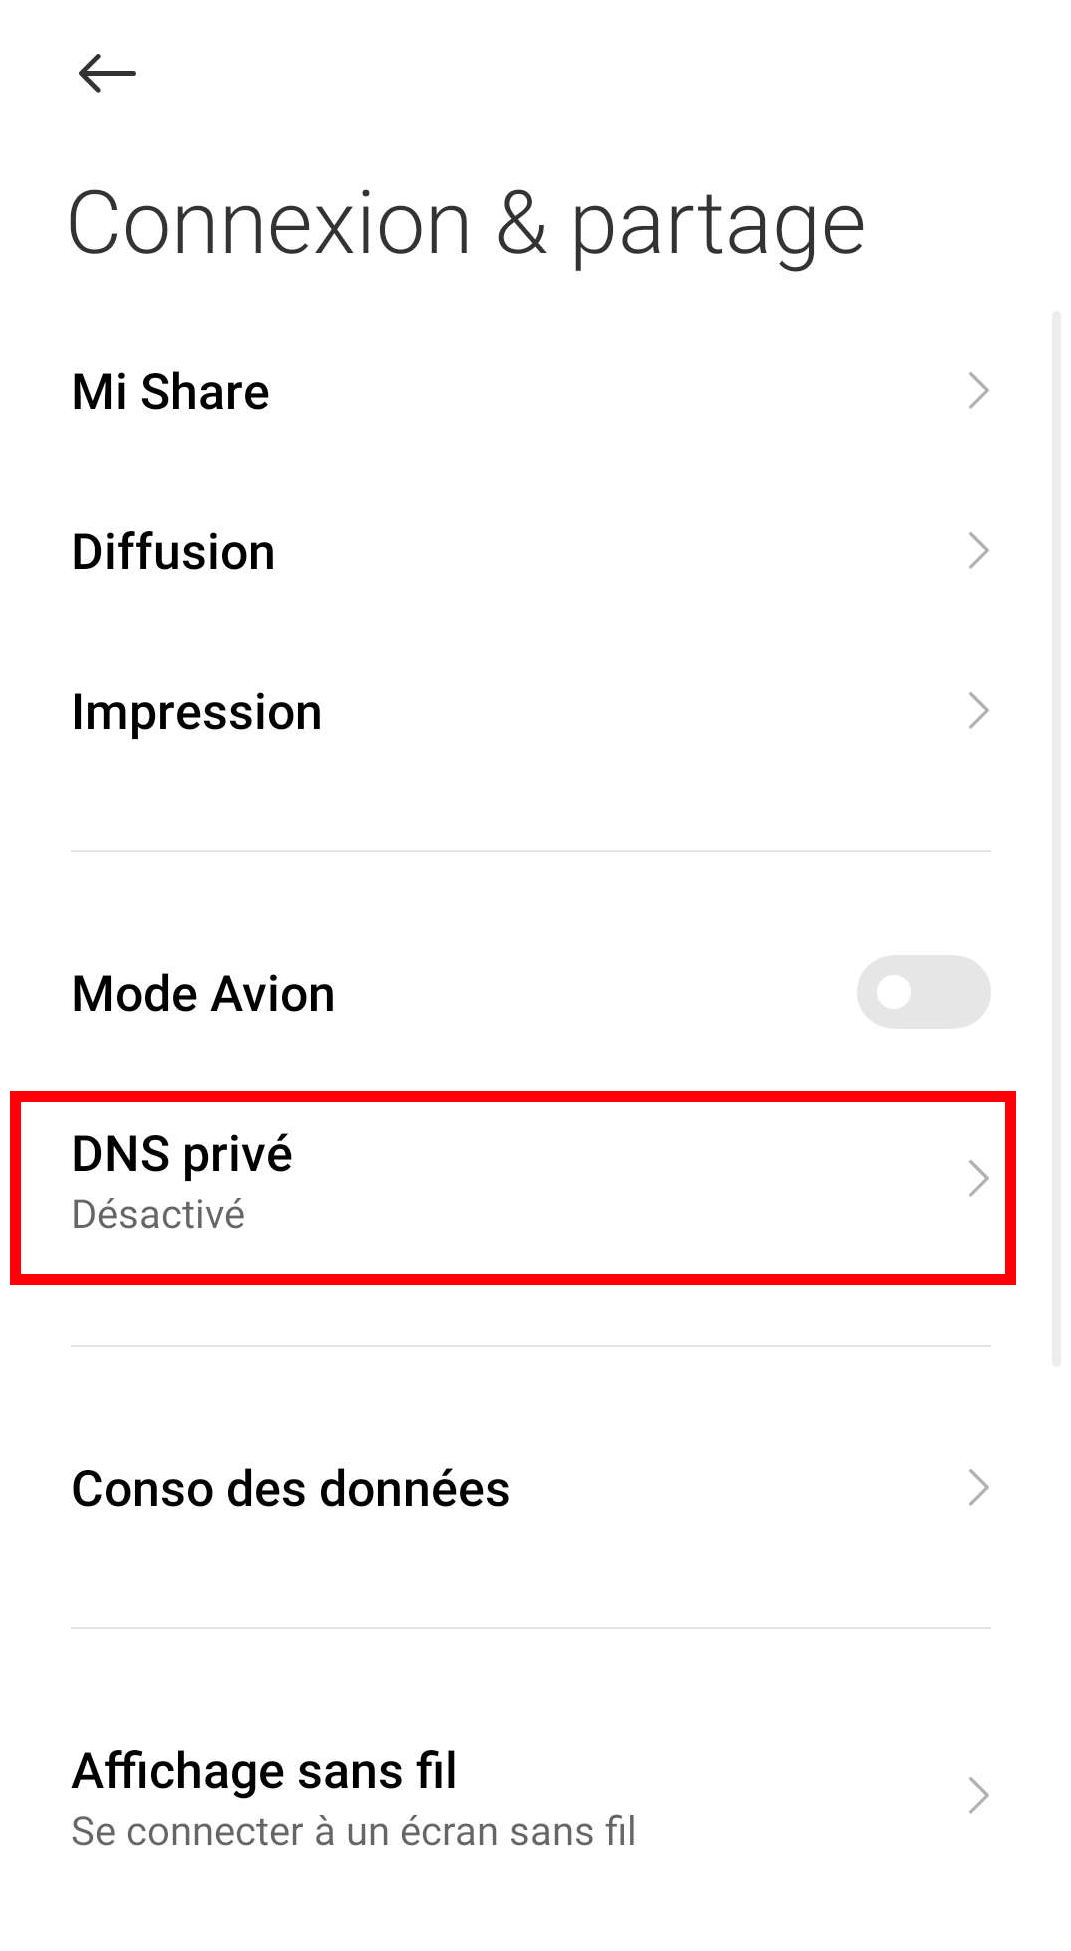 Connexion & partage
Mi Share
Diffusion
Impression
Mode Avion
DNS privé
Désactivé
Conso des données
Affichage sans fil
Se connecter à un écran sans fil